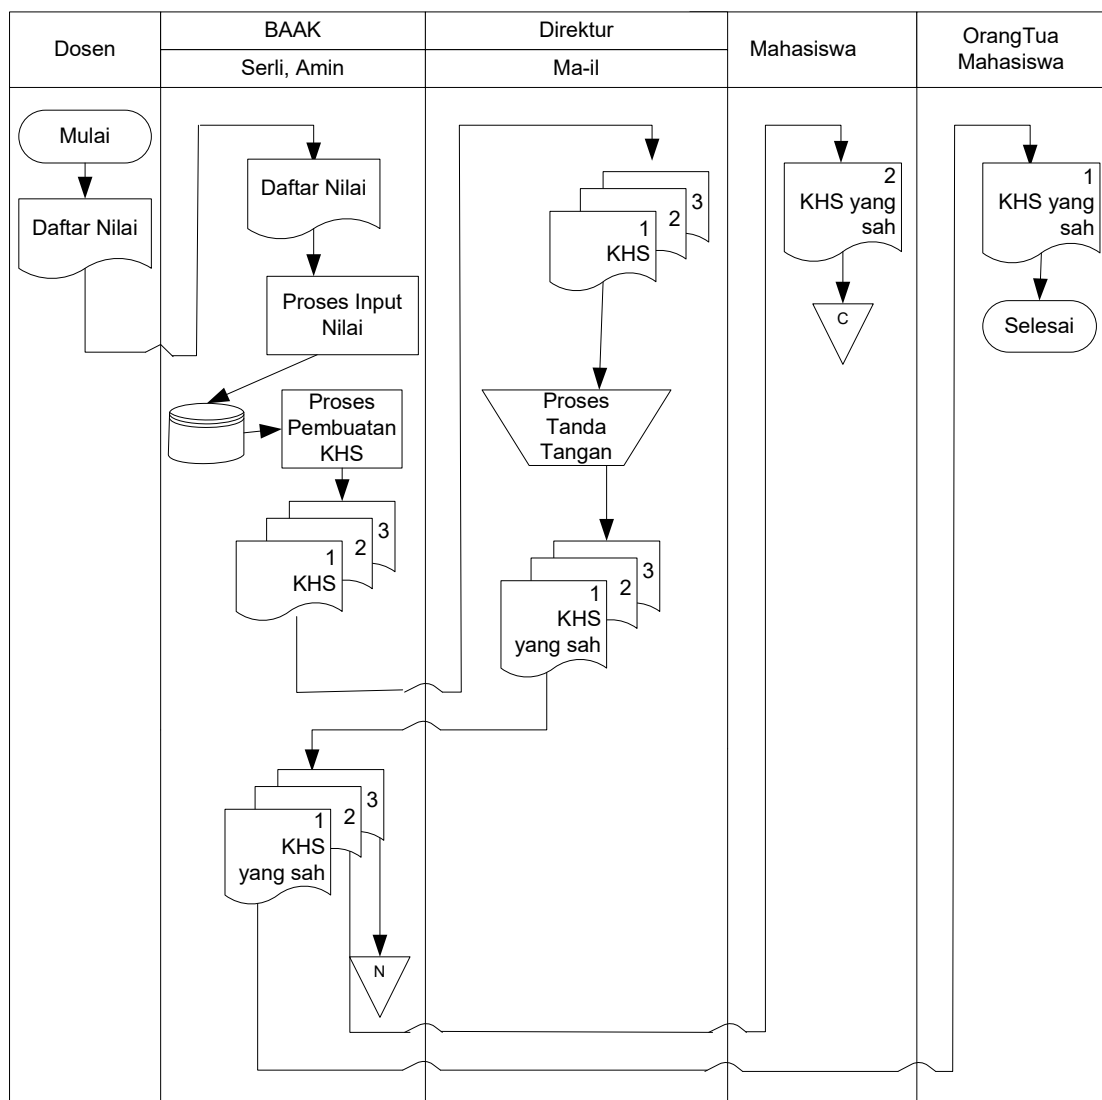 Dosen
BAAK
Serli, Amin
Direktur
Ma-il
Mahasiswa
OrangTua
Mahasiswa
Mulai
Daftar Nilai
Daftar Nilai
Proses Input
Nilai
Proses
Pembuatan
KHS
3
2
1
KHS
3
2
1
KHS
Proses
Tanda
Tangan
3
2
1
KHS
yang sah
3
2
1
KHS
yang sah
N
2
KHS yang
sah
C
1
KHS yang
sah
Selesai